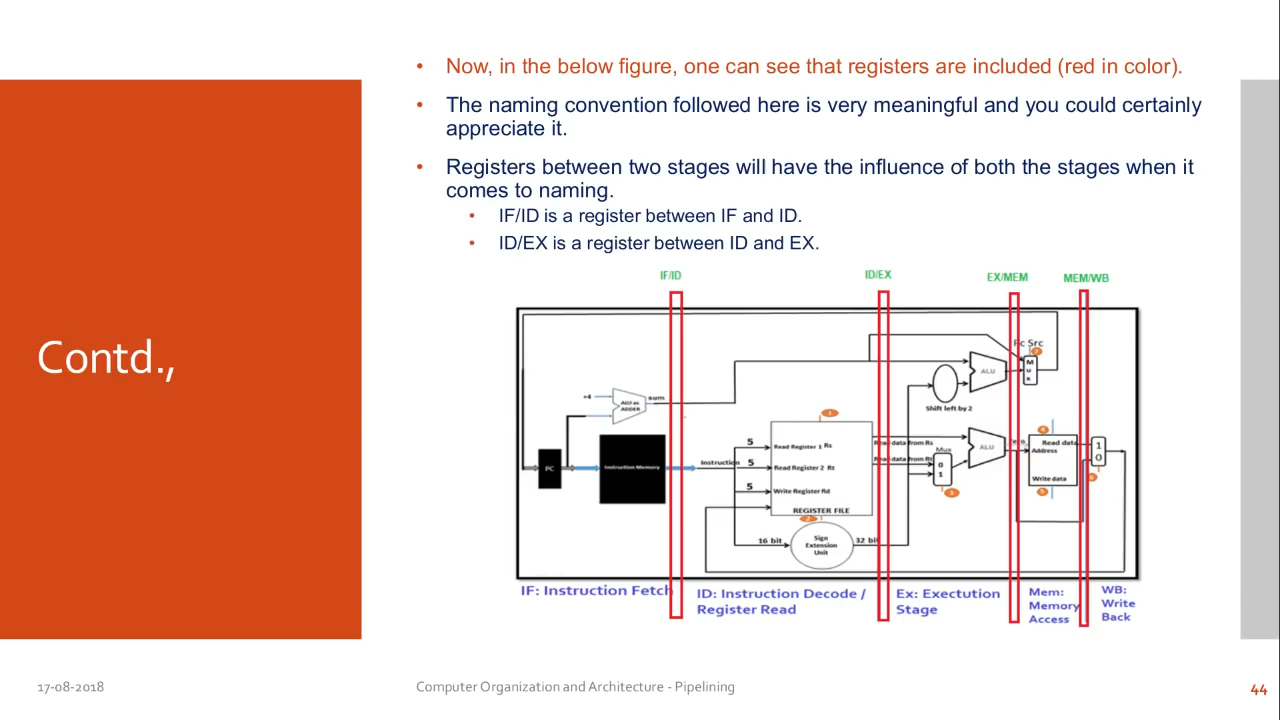 Contd.,
• Now, in the below figure, one can see that registers are included (red in color).
• The naming convention followed here is very meaningful and you could certainly
appreciate it.
• Registers between two stages will have the influence of both the stages when it
comes to naming.
• IF/ID is a register between IF and ID.
• ID/EX is a register between ID and EX.
IF/ID
ID/EX
EX/MEM
MEM/WB
Pc Src
7
M
u
x
ALU
Shift left by 2
+4
ALU as
ADDER
sum
1
5
Read Register 1 Rs
Read data from Rs
Mux
ALU
Zero
4
Read data
Address
1
0
PC
Instruction Memory
Instruction
5
Read Register 2 Rt
Read data from Rt
0
1
3
5
Write Register Rd
Write data
5
6
REGISTER FILE
2
16 bit
Sign
Extension
Unit
32 bit
IF: Instruction Fetch
ID: Instruction Decode /
Register Read
Ex: Exectution
Stage
Mem:
Memory
Access
WB:
Write
Back
17-08-2018
Computer Organization and Architecture - Pipelining
44